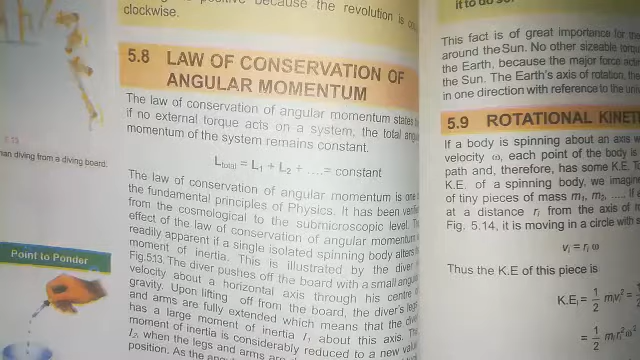 positive because the revolution is
clockwise.
5.8 LAW OF CONSERVATION OF
ANGULAR MOMENTUM
The law of conservation of angular momentum states
if no external torque acts on a system, the total
momentum of the system remains constant.
L total = L1 + L2 + ....= constant
The law of conservation of angular momentum is one
the fundamental principles of Physics. It has been
from the cosmological to the submicroscopic level.
effect of the law of conservation of angular momentum
readily apparent if a single isolated spinning body alters
moment of inertia. This is illustrated by the diver
Fig.513. The diver pushes off the board with a small
velocity about a horizontal axis through his centre
gravity. Upon lifting off from the board, the diver's legs
and arms are fully extended which means that the
has a large moment of inertia I1 about this axis.
moment of inertia is considerably reduced to a new
I2, when the legs and arms are
position. As the
man diving from a diving board.
Point to Ponder
it to do
This fact is of great importance for the
around the Sun. No other sizeable
the Earth, because the major force
the Sun. The Earth's axis of rotation,
in one direction with reference to the
5.9 ROTATIONAL
If a body is spinning about an axis
velocity ω, each point of the body is
path and, therefore, has some K.E.
K.E. of a spinning body, we
of tiny pieces of mass m1, m2, ....
at a distance ri from the axis of
Fig. 5.14, it is moving in a circle with
vi = ri ω
Thus the K.E of this piece is
K.Ei = 1/2 mivi² =
= 1/2 miri²ω²